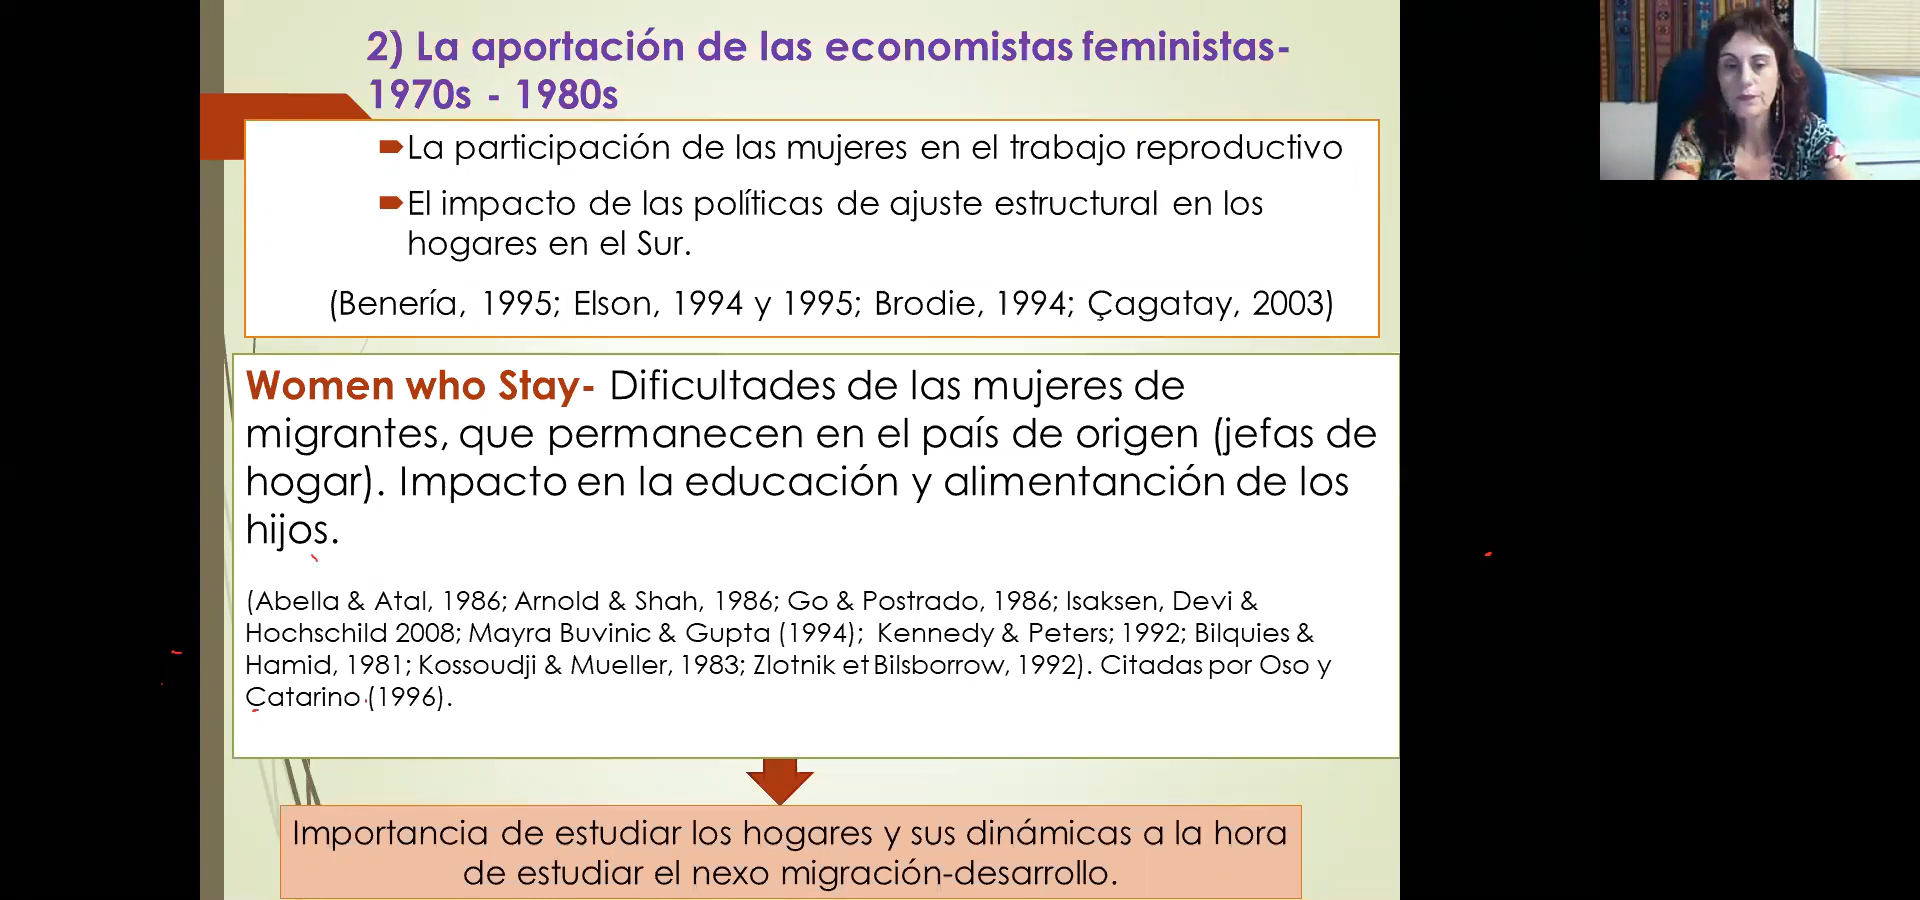 2) La aportación de las economistas feministas-
1970s - 1980s
La participación de las mujeres en el trabajo reproductivo
El impacto de las políticas de ajuste estructural en los
hogares en el Sur.
(Benería, 1995; Elson, 1994 y 1995; Brodie, 1994; Çagatay, 2003)
Women who Stay- Dificultades de las mujeres de
migrantes, que permanecen en el país de origen (jefas de
hogar). Impacto en la educación y alimentanción de los
hijos.
(Abella & Atal, 1986; Arnold & Shah, 1986; Go & Postrado, 1986; Isaksen, Devi &
Hochschild 2008; Mayra Buvinic & Gupta (1994); Kennedy & Peters; 1992; Bilquies &
Hamid, 1981; Kossoudji & Mueller, 1983; Zlotnik et Bilsborrow, 1992). Citadas por Oso y
Catarino (1996).
Importancia de estudiar los hogares y sus dinámicas a la hora
de estudiar el nexo migración-desarrollo.